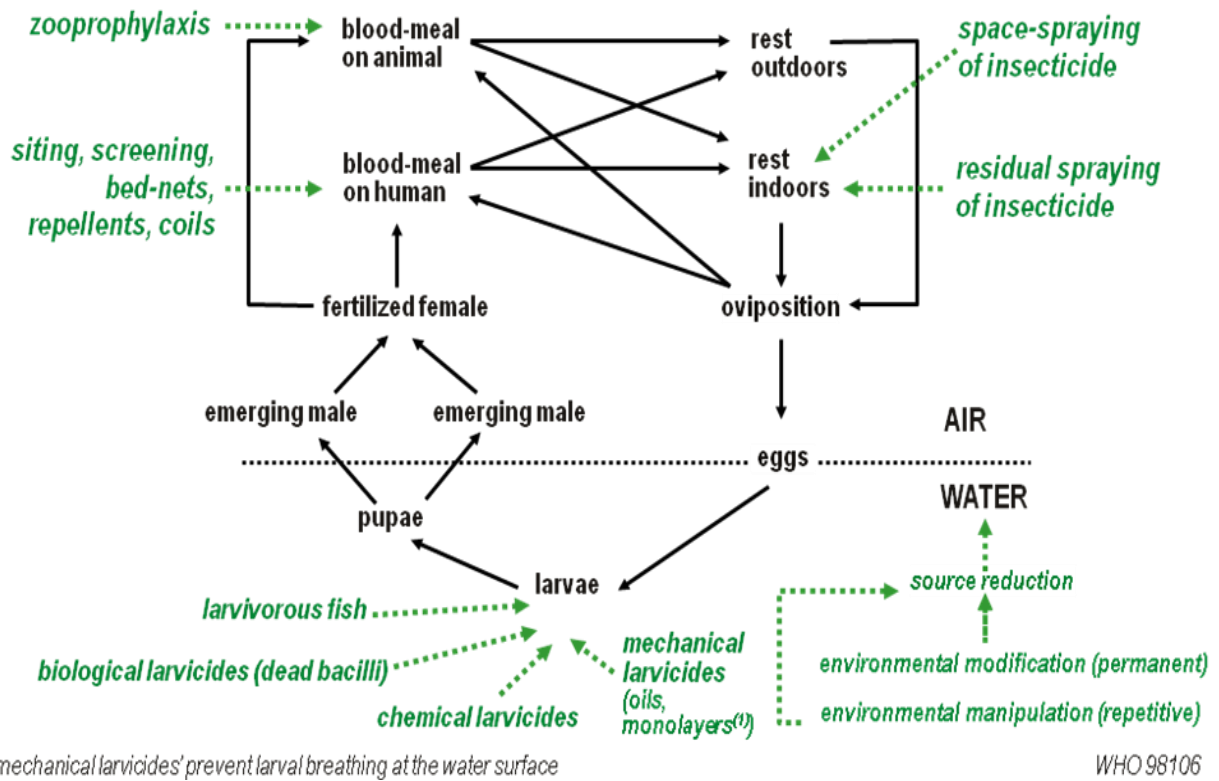 zooprophylaxis
blood-meal
on animal
rest
outdoors
space-spraying
of insecticide
siting, screening,
bed-nets,
repellents, coils
blood-meal
on human
rest
indoors
residual spraying
of insecticide
fertilized female
oviposition
emerging male
emerging male
AIR
eggs
WATER
pupae
larvae
source reduction
larvivorous fish
biological larvicides (dead bacilli)
chemical larvicides
mechanical
larvicides
(oils,
monolayers⁽¹⁾)
environmental modification (permanent)
environmental manipulation (repetitive)
mechanical larvicides' prevent larval breathing at the water surface
WHO 98106